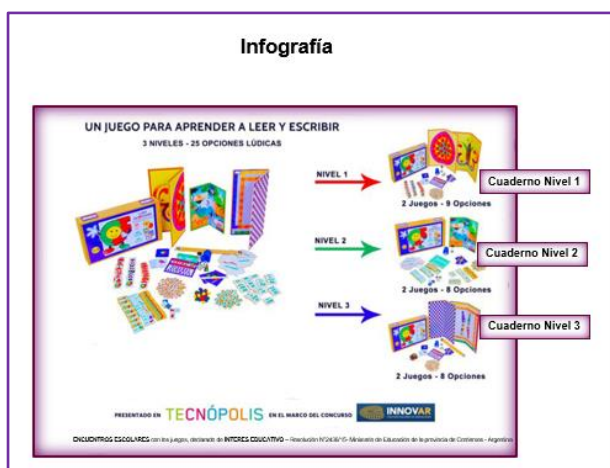 Infografía
UN JUEGO PARA APRENDER A LEER Y ESCRIBIR
3 NIVELES - 25 OPCIONES LÚDICAS
NIVEL 1
Cuaderno Nivel 1
2 Juegos - 9 Opciones
NIVEL 2
Cuaderno Nivel 2
2 Juegos - 8 Opciones
NIVEL 3
Cuaderno Nivel 3
2 Juegos - 8 Opciones
PRESENTADO EN TECNÓPOLIS EN EL MARCO DEL CONCURSO INNOVAR
ENCUENTROS ESCOLARES con los juegos, declarado de INTERES EDUCATIVO – Resolución Ministerio de Educación de la provincia de Corrientes - Argentina